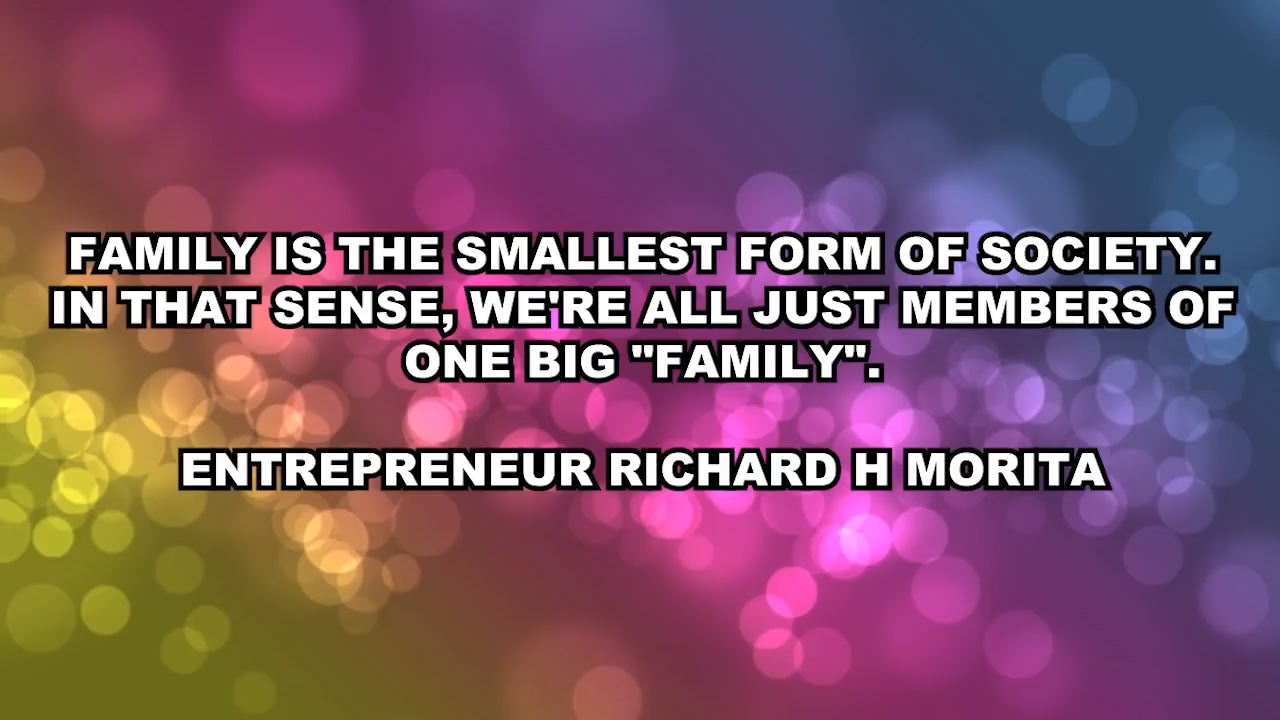 FAMILY IS THE SMALLEST FORM OF SOCIETY.
IN THAT SENSE, WE'RE ALL JUST MEMBERS OF
ONE BIG "FAMILY".
ENTREPRENEUR RICHARD H MORITA